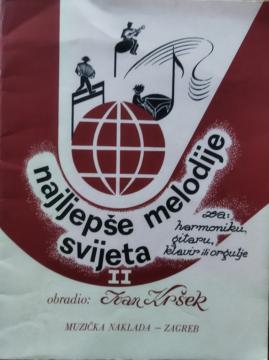 najljepše melodije
svijeta
II
za:
harmoniku,
gitaru,
klavir ili orgulje
obradio: Ivan Kršek
MUZIČKA NAKLADA – ZAGREB